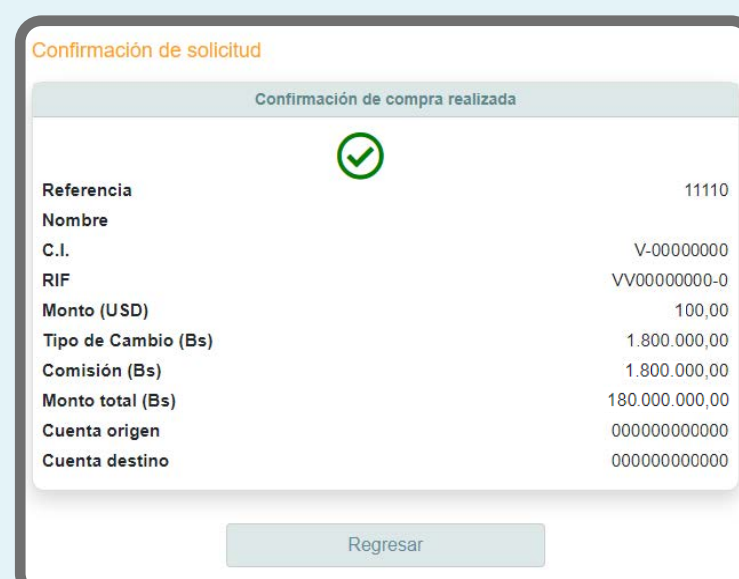 Confirmación de solicitud
Confirmación de compra realizada
Referencia 11110
Nombre
C.I. V-00000000
RIF VV00000000-0
Monto (USD) 100,00
Tipo de Cambio (Bs) 1.800.000,00
Comisión (Bs) 1.800.000,00
Monto total (Bs) 180.000.000,00
Cuenta origen 000000000000
Cuenta destino 000000000000
Regresar